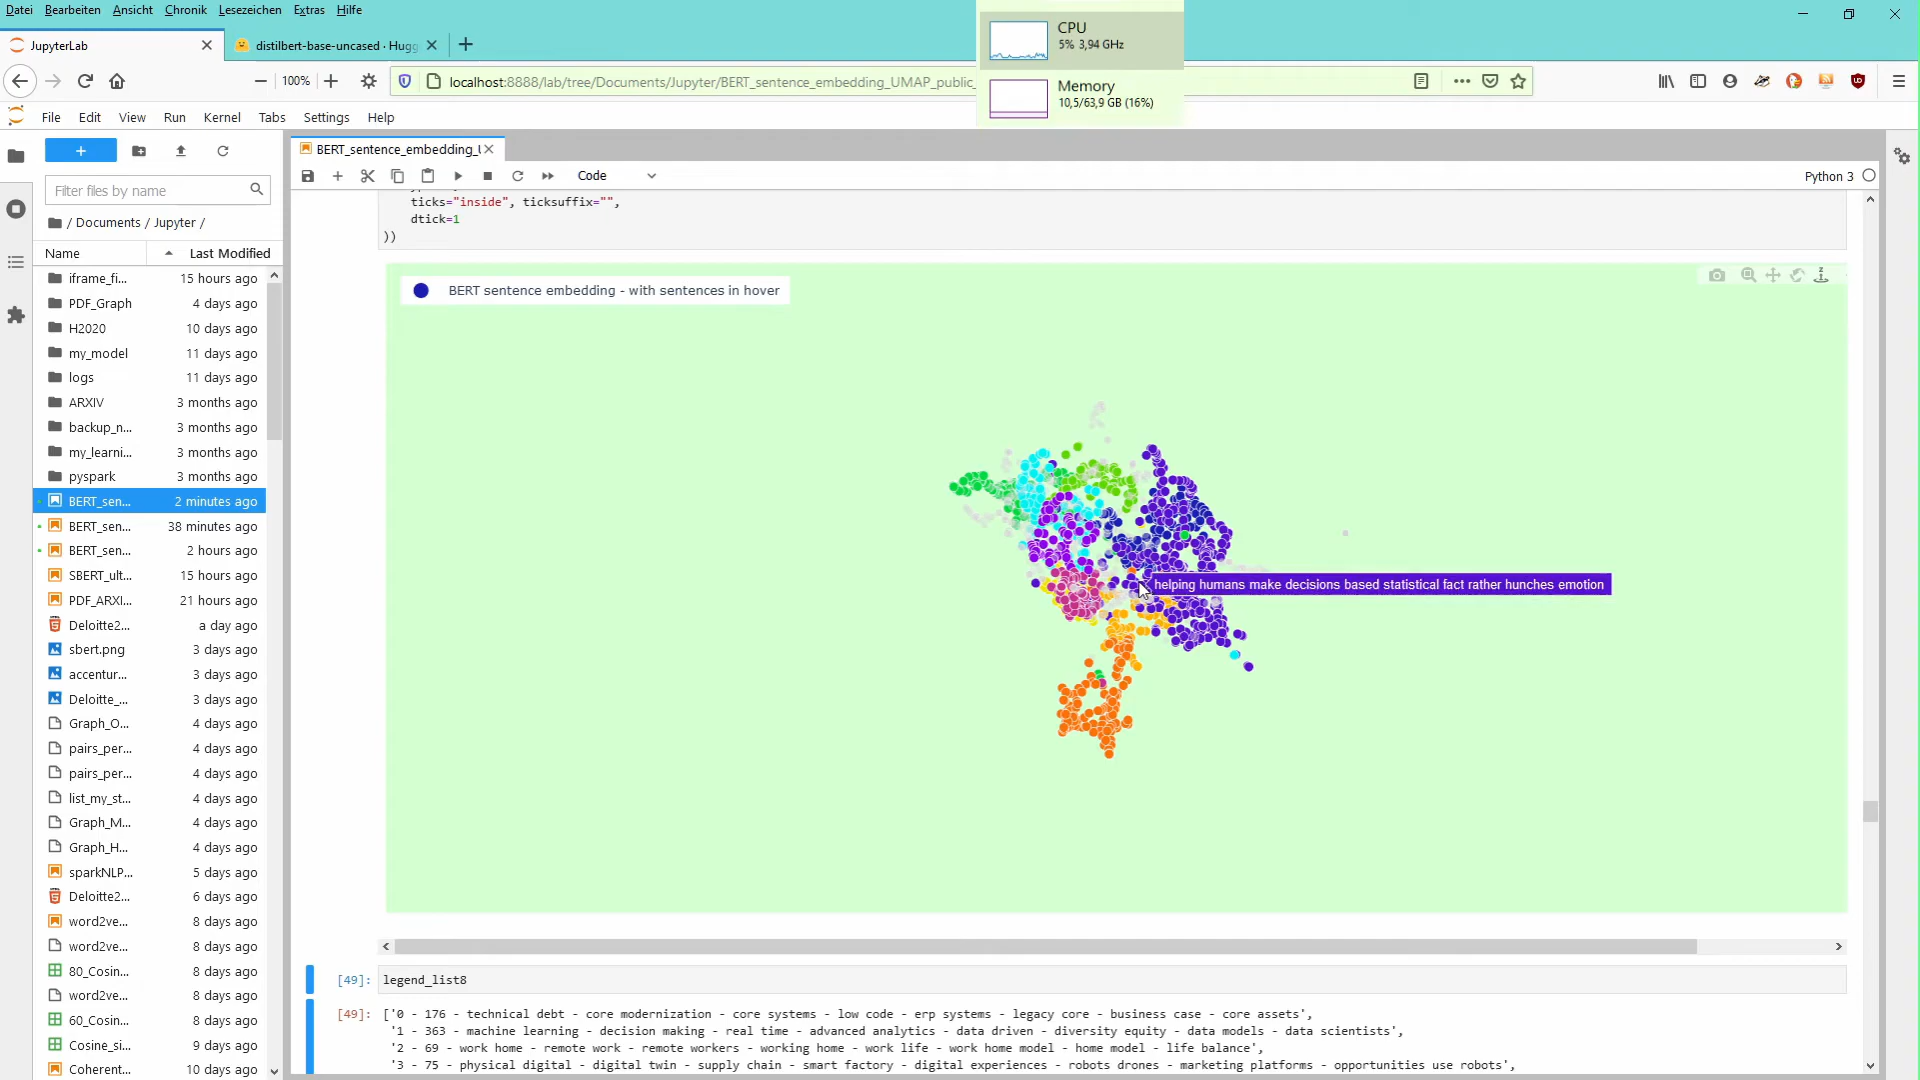 Datei Bearbeiten Ansicht Chronik Lesezeichen Extras Hilfe
JupyterLab
distilbert-base-uncased · Hugg
100%
localhost:8888/lab/tree/Documents/Jupyter/BERT_sentence_embedding_UMAP_public_
CPU
5% 3,94 GHz
Memory
10,5/63,9 GB (16%)
File Edit View Run Kernel Tabs Settings Help
BERT_sentence_embedding_U
Code
Python 3
Filter files by name
/ Documents / Jupyter /
Name Last Modified
iframe_fi... 15 hours ago
PDF_Graph 4 days ago
H2020 10 days ago
my_model 11 days ago
logs 11 days ago
ARXIV 3 months ago
backup_n... 3 months ago
my_learni... 3 months ago
pyspark 3 months ago
BERT_sen... 2 minutes ago
BERT_sen... 38 minutes ago
BERT_sen... 2 hours ago
SBERT_ult... 15 hours ago
PDF_ARXI... 21 hours ago
Deloitte2... a day ago
sbert.png 3 days ago
accentur... 3 days ago
Deloitte_... 3 days ago
Graph_O... 4 days ago
pairs_per... 4 days ago
pairs_per... 4 days ago
list_my_st... 4 days ago
Graph_M... 4 days ago
Graph_H... 4 days ago
sparkNLP... 5 days ago
Deloitte2... 6 days ago
word2ve... 8 days ago
word2ve... 8 days ago
80_Cosin... 8 days ago
word2ve... 8 days ago
60_Cosin... 8 days ago
Cosine_si... 9 days ago
Coherent... 10 days ago
ticks="inside", ticksuffix="",
dtick=1
))
BERT sentence embedding - with sentences in hover
helping humans make decisions based statistical fact rather hunches emotion
[49]: legend_list8
[49]: ['0 - 176 - technical debt - core modernization - core systems - low code - erp systems - legacy core - business case - core assets',
'1 - 363 - machine learning - decision making - real time - advanced analytics - data driven - diversity equity - data models - data scientists',
'2 - 69 - work home - remote work - remote workers - working home - work life - work home model - home model - life balance',
'3 - 75 - physical digital - digital twin - supply chain - smart factory - digital experiences - robots drones - marketing platforms - opportunities use robots',